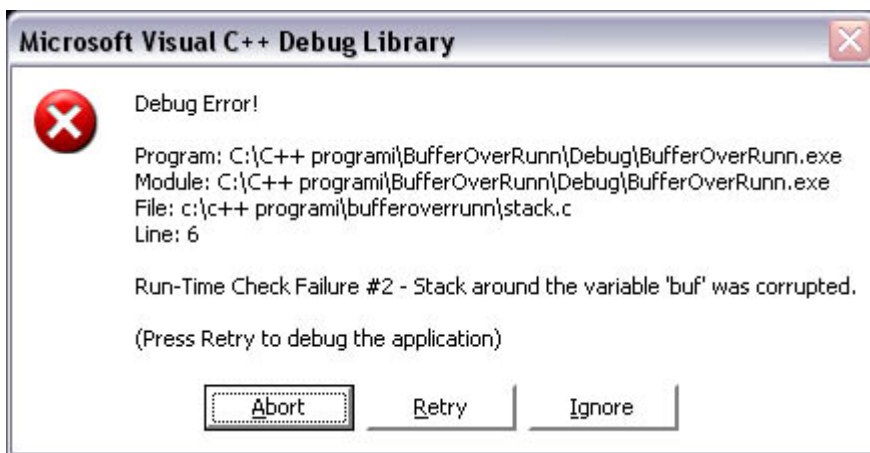 Microsoft Visual C++ Debug Library
Debug Error!
Program: C:\C++ programi\BufferOverRunn\Debug\BufferOverRunn.exe
Module: C:\C++ programi\BufferOverRunn\Debug\BufferOverRunn.exe
File: c:\c++ programi\bufferoverrunn\stack.c
Line: 6
Run-Time Check Failure #2 - Stack around the variable 'buf' was corrupted.
(Press Retry to debug the application)
Abort Retry Ignore